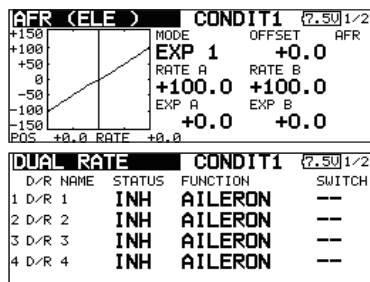 AFR (ELE ) CONDIT1 7.5V 1/2
MODE OFFSET AFR
EXP 1 +0.0
RATE A RATE B
+100.0 +100.0
EXP A EXP B
+0.0 +0.0
+150
+100
+50
0
-50
-100
-150
POS +0.0 RATE +0.0
DUAL RATE CONDIT1 7.5V 1/2
D/R NAME STATUS FUNCTION SWITCH
1 D/R 1 INH AILERON --
2 D/R 2 INH AILERON --
3 D/R 3 INH AILERON --
4 D/R 4 INH AILERON --